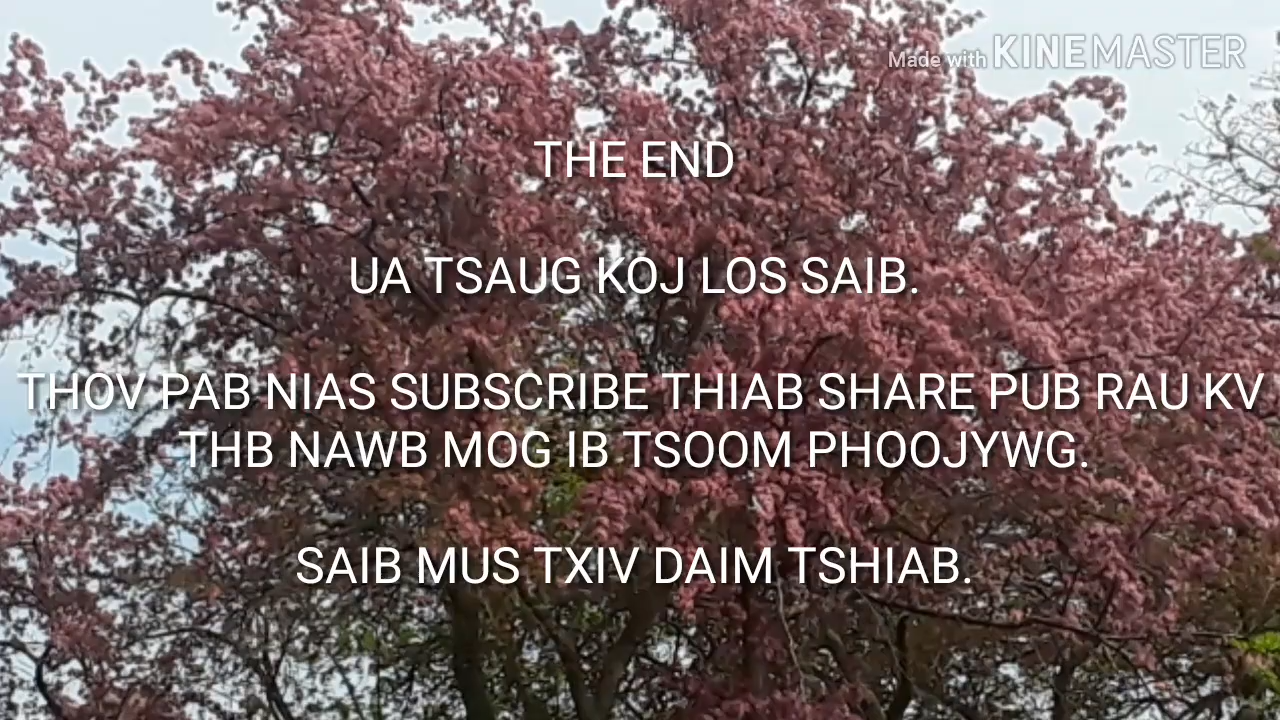 Made with KINEMASTER
THE END
UA TSAUG KOJ LOS SAIB.
THOV PAB NIAS SUBSCRIBE THIAB SHARE PUB RAU KV
THB NAWB MOG IB TSOOM PHOOJYWG.
SAIB MUS TXIV DAIM TSHIAB.